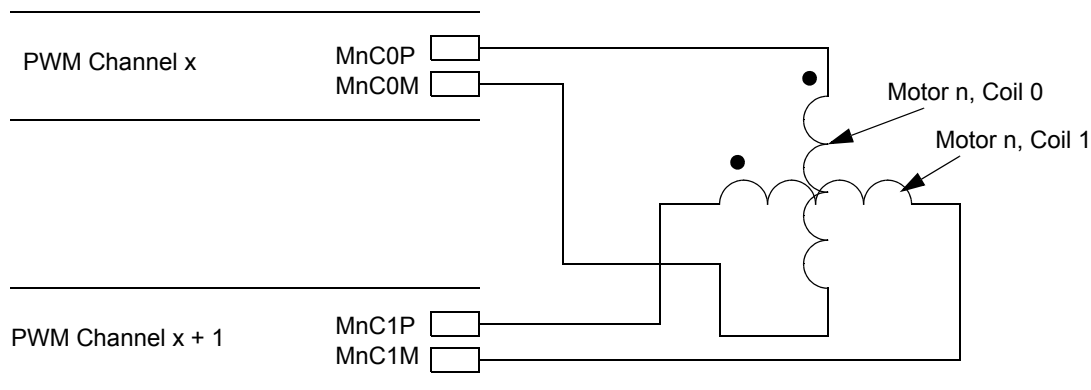 PWM Channel x
MnC0P
MnC0M
Motor n, Coil 0
Motor n, Coil 1
PWM Channel x + 1
MnC1P
MnC1M